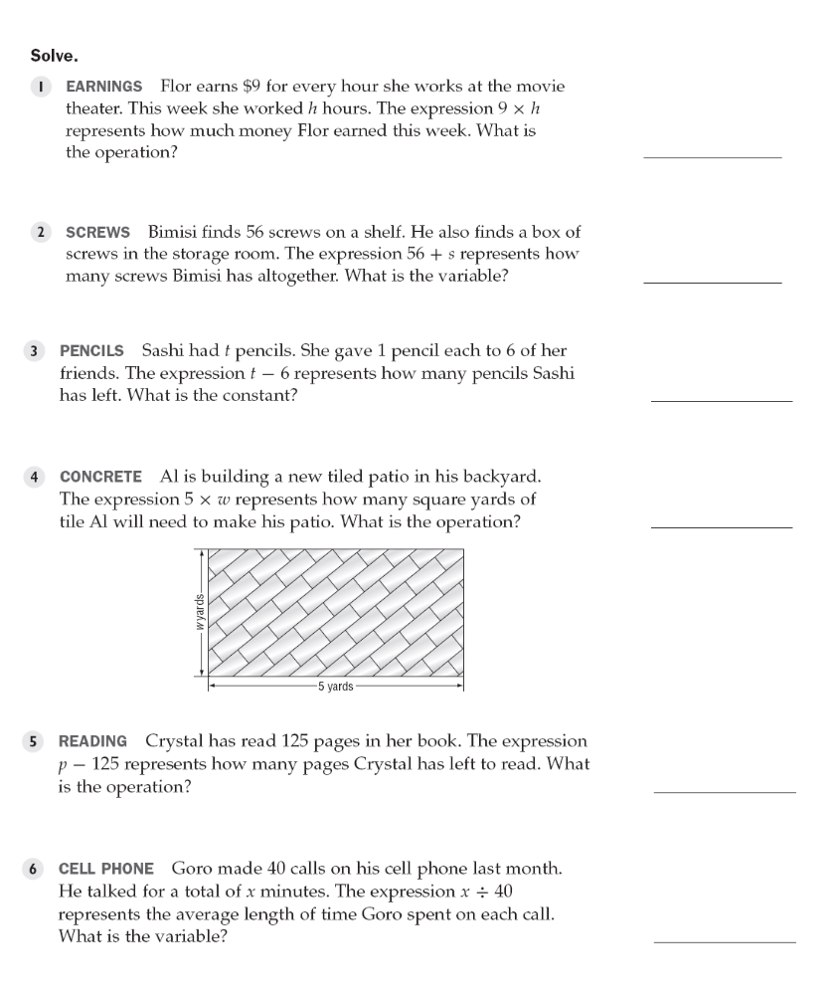 Solve.
1 EARNINGS Flor earns $9 for every hour she works at the movie
theater. This week she worked h hours. The expression 9 × h
represents how much money Flor earned this week. What is
the operation?
2 SCREWS Bimisi finds 56 screws on a shelf. He also finds a box of
screws in the storage room. The expression 56 + s represents how
many screws Bimisi has altogether. What is the variable?
3 PENCILS Sashi had t pencils. She gave 1 pencil each to 6 of her
friends. The expression t − 6 represents how many pencils Sashi
has left. What is the constant?
4 CONCRETE Al is building a new tiled patio in his backyard.
The expression 5 × w represents how many square yards of
tile Al will need to make his patio. What is the operation?
w yards
5 yards
5 READING Crystal has read 125 pages in her book. The expression
p − 125 represents how many pages Crystal has left to read. What
is the operation?
6 CELL PHONE Goro made 40 calls on his cell phone last month.
He talked for a total of x minutes. The expression x ÷ 40
represents the average length of time Goro spent on each call.
What is the variable?